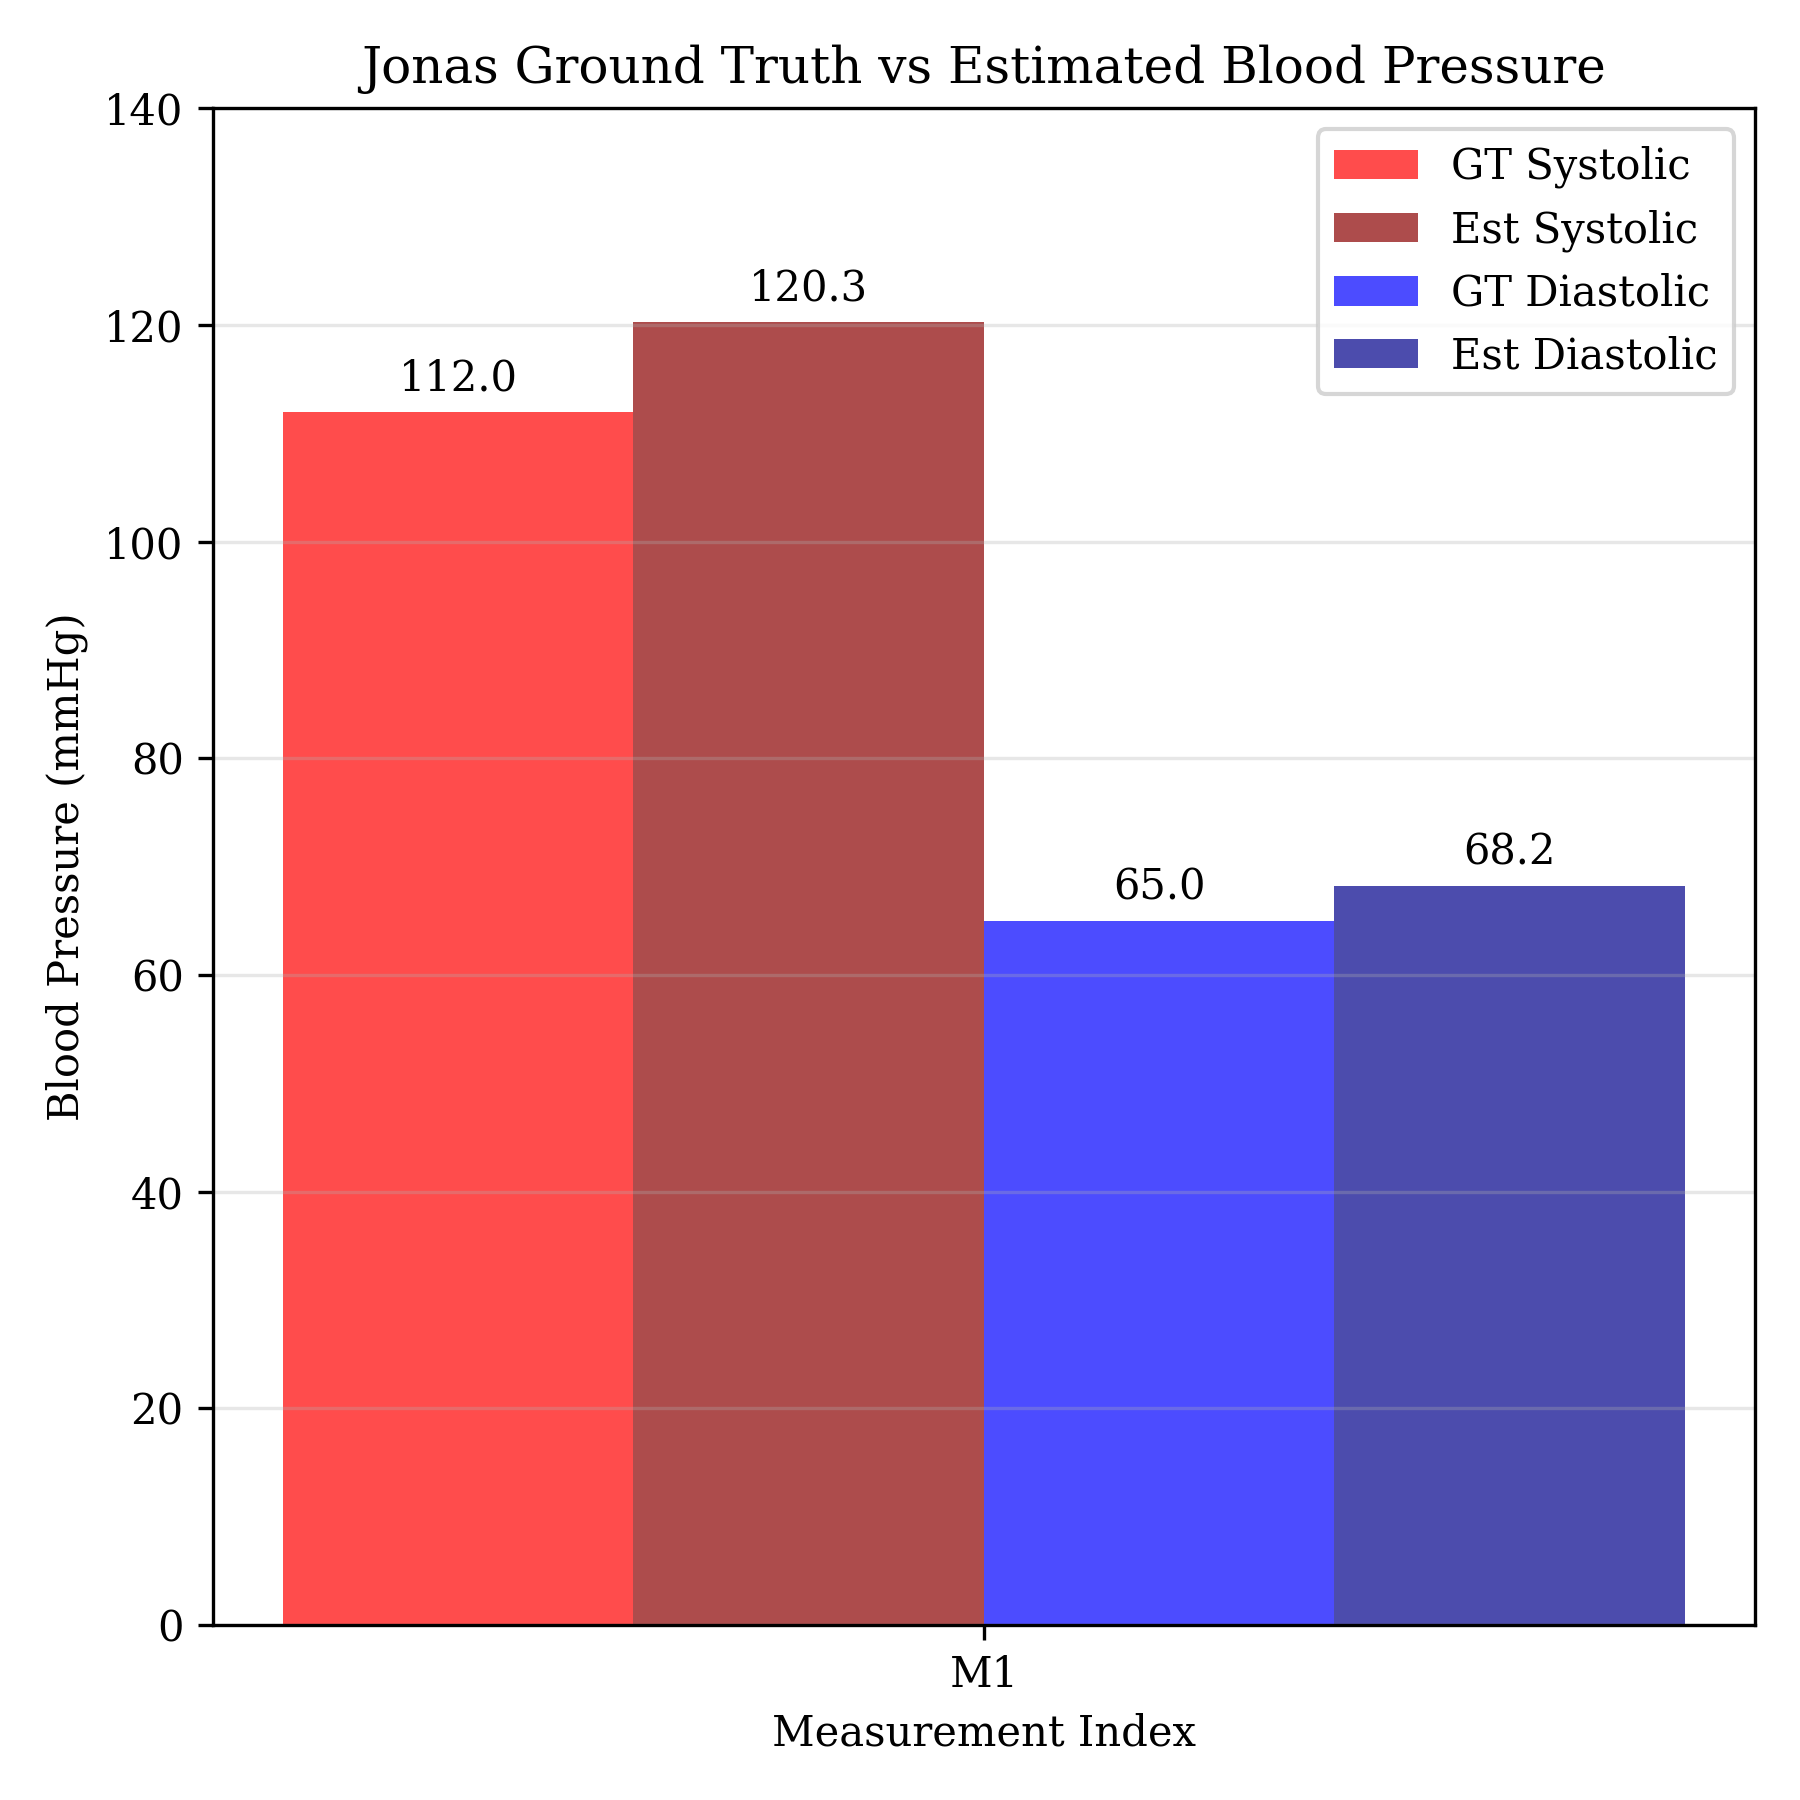 Jonas Ground Truth vs Estimated Blood Pressure
140
120
100
80
60
40
20
0
Blood Pressure (mmHg)
GT Systolic
Est Systolic
GT Diastolic
Est Diastolic
112.0
120.3
65.0
68.2
M1
Measurement Index